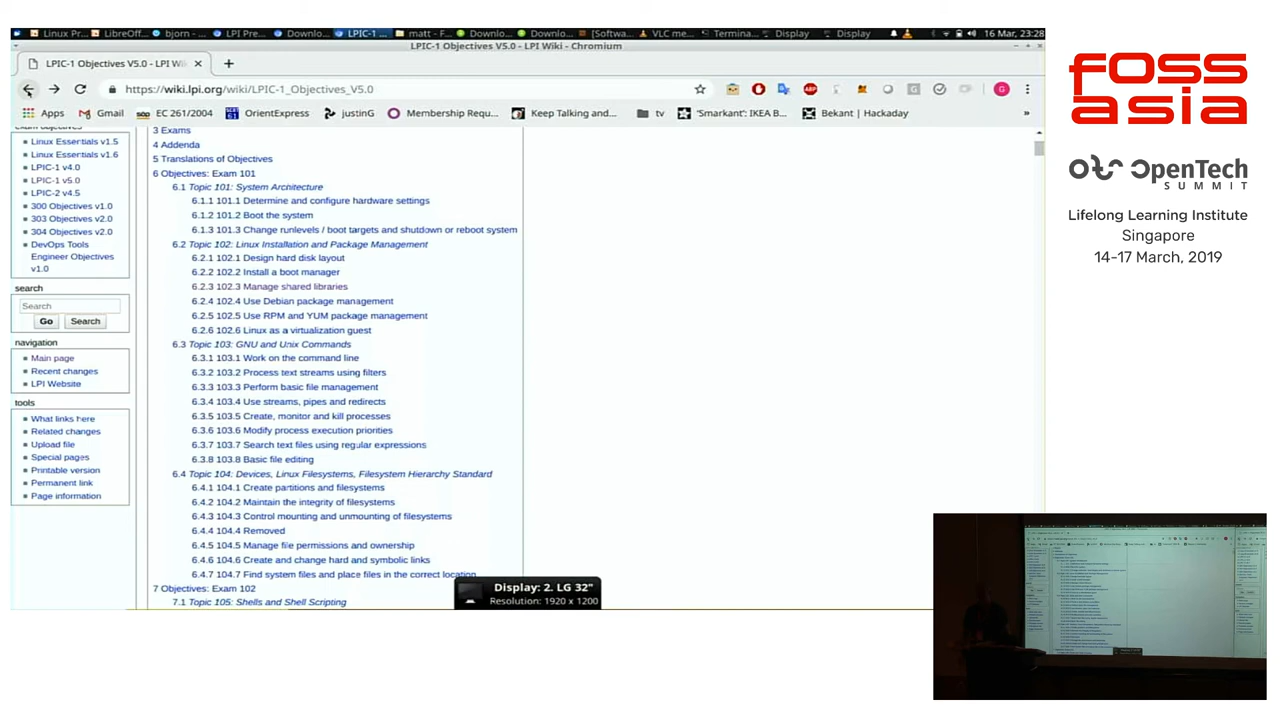 Linux Pr...
LibreOff...
bjorn - ...
LPI Pre...
Downlo...
LPIC-1 ...
matt - F...
Downlo...
Downlo...
[Softwa...
VLC me...
Termina...
Display
Display
16 Mar, 23:28
LPIC-1 Objectives V5.0 - LPI Wiki - Chromium
LPIC-1 Objectives V5.0 - LPI Wi
https://wiki.lpi.org/wiki/LPIC-1_Objectives_V5.0
Apps
Gmail
EC 261/2004
OrientExpress
justinG
Membership Requ...
Keep Talking and...
tv
'Smarkant': IKEA B...
Bekant | Hackaday
»
exam objectives
Linux Essentials v1.5
Linux Essentials v1.6
LPIC-1 v4.0
LPIC-1 v5.0
LPIC-2 v4.5
300 Objectives v1.0
303 Objectives v2.0
304 Objectives v2.0
DevOps Tools
Engineer Objectives
v1.0
search
Search
Go
Search
navigation
Main page
Recent changes
LPI Website
tools
What links here
Related changes
Upload file
Special pages
Printable version
Permanent link
Page information
3 Exams
4 Addenda
5 Translations of Objectives
6 Objectives: Exam 101
6.1 Topic 101: System Architecture
6.1.1 101.1 Determine and configure hardware settings
6.1.2 101.2 Boot the system
6.1.3 101.3 Change runlevels / boot targets and shutdown or reboot system
6.2 Topic 102: Linux Installation and Package Management
6.2.1 102.1 Design hard disk layout
6.2.2 102.2 Install a boot manager
6.2.3 102.3 Manage shared libraries
6.2.4 102.4 Use Debian package management
6.2.5 102.5 Use RPM and YUM package management
6.2.6 102.6 Linux as a virtualization guest
6.3 Topic 103: GNU and Unix Commands
6.3.1 103.1 Work on the command line
6.3.2 103.2 Process text streams using filters
6.3.3 103.3 Perform basic file management
6.3.4 103.4 Use streams, pipes and redirects
6.3.5 103.5 Create, monitor and kill processes
6.3.6 103.6 Modify process execution priorities
6.3.7 103.7 Search text files using regular expressions
6.3.8 103.8 Basic file editing
6.4 Topic 104: Devices, Linux Filesystems, Filesystem Hierarchy Standard
6.4.1 104.1 Create partitions and filesystems
6.4.2 104.2 Maintain the integrity of filesystems
6.4.3 104.3 Control mounting and unmounting of filesystems
6.4.4 104.4 Removed
6.4.5 104.5 Manage file permissions and ownership
6.4.6 104.6 Create and change hard and symbolic links
6.4.7 104.7 Find system files and place files in the correct location
7 Objectives: Exam 102
7.1 Topic 105: Shells and Shell Scripting
Display: 2. LG 32"
Resolution: 1920 x 1200
FOSS
ASIA
OpenTech
SUMMIT
Lifelong Learning Institute
Singapore
14-17 March, 2019